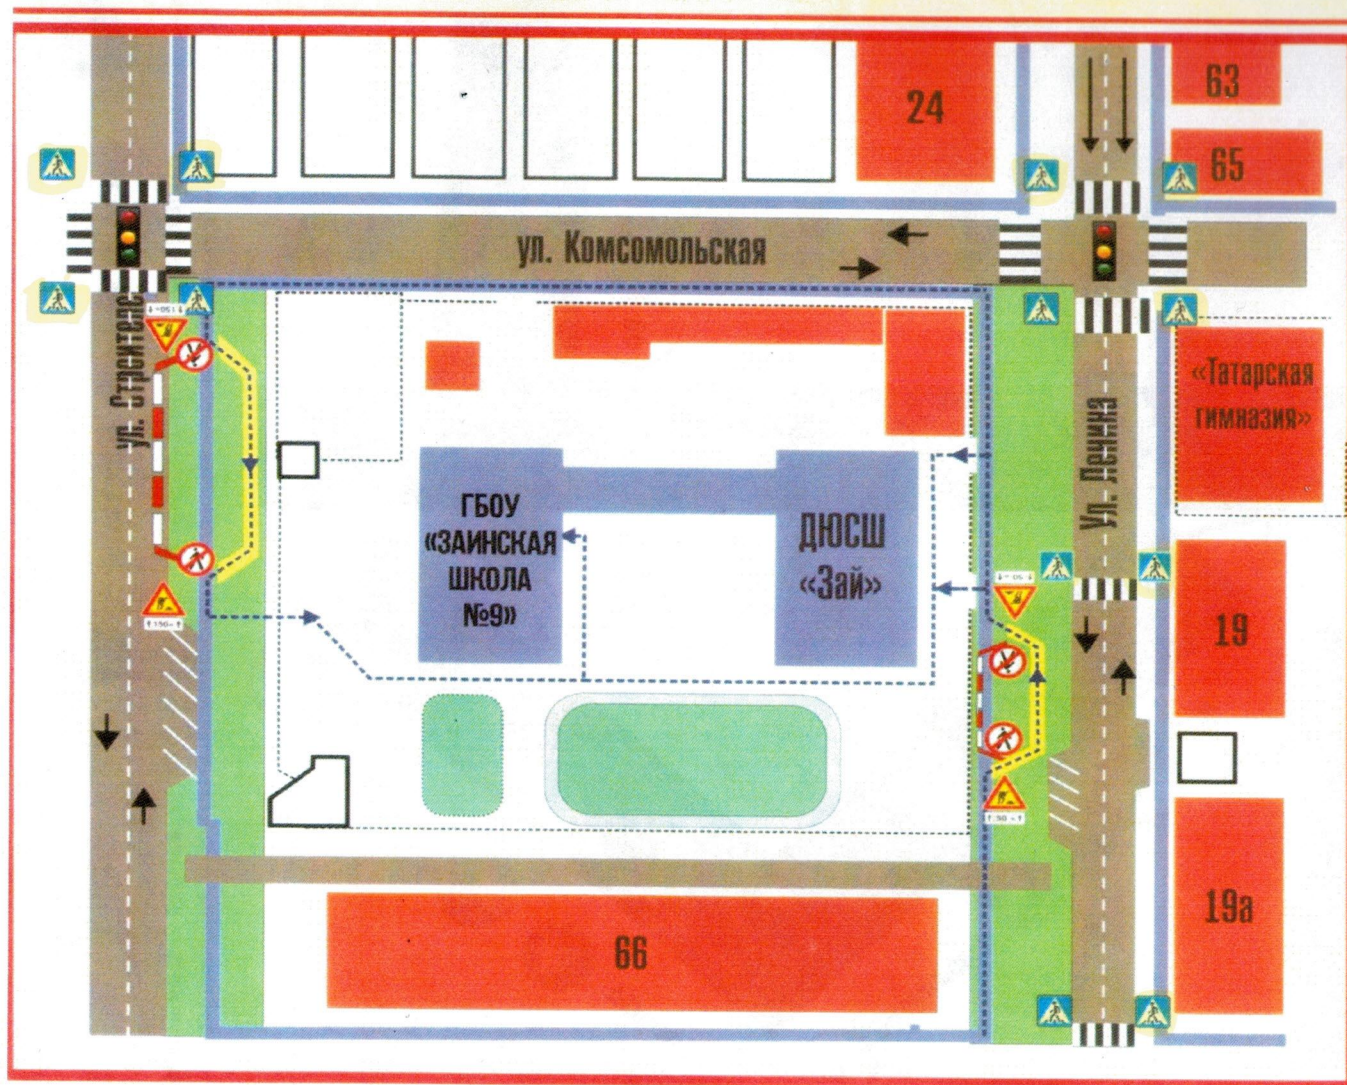 24
63
65
ул. Комсомольская
ул. Строителе
«Татарская
гимназия»
Ул. Ленина
ГБОУ
«ЗАИНСКАЯ
ШКОЛА
№9»
ДЮСШ
«Зай»
19
66
19а